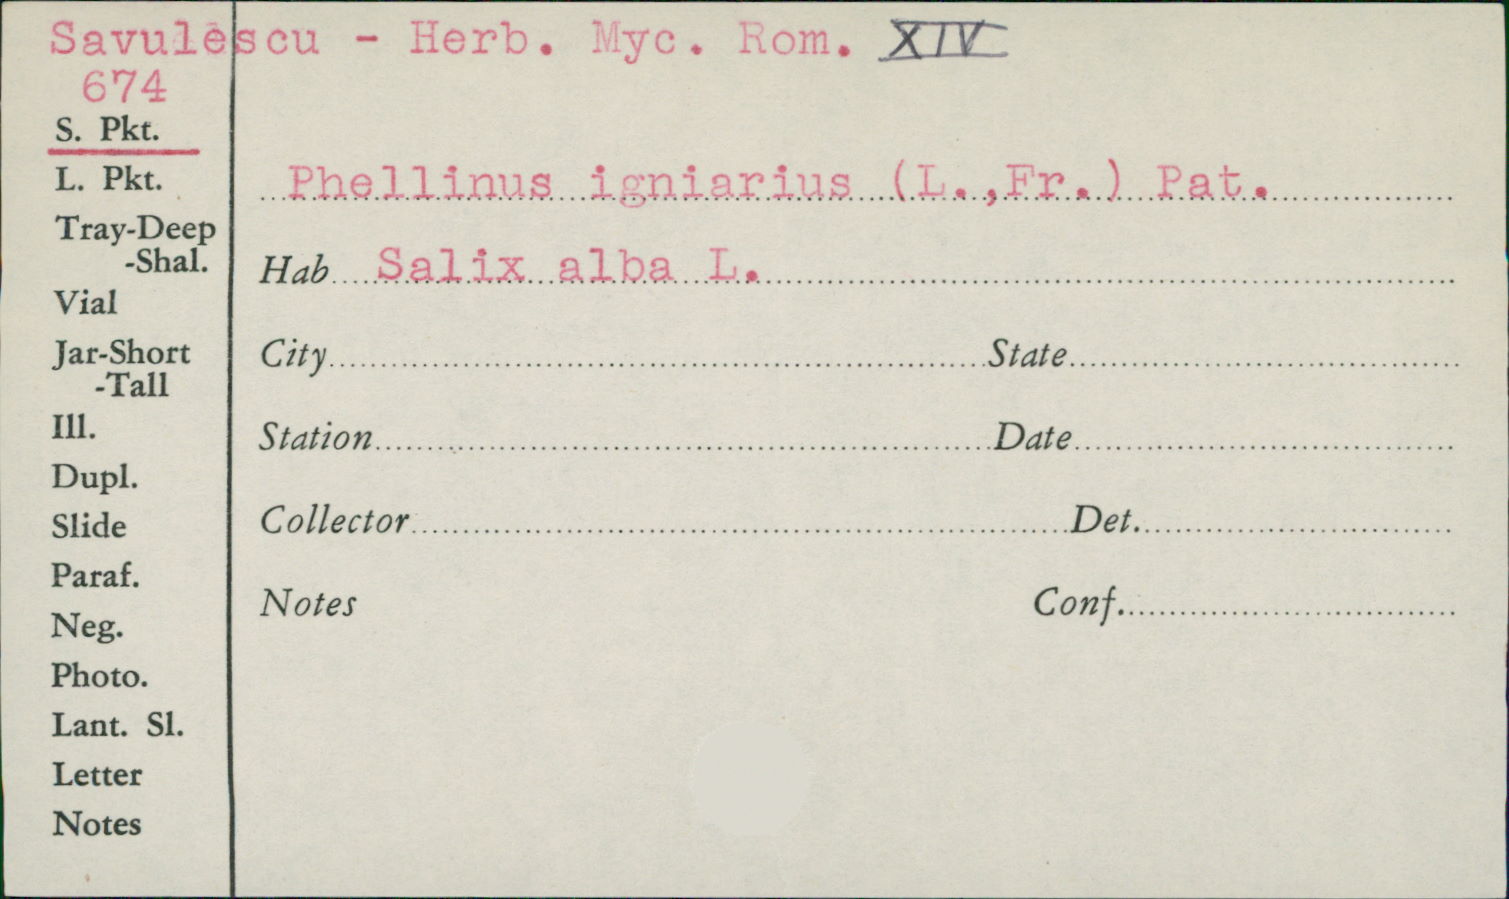 Savulescu - Herb. Myc. Rom. XIV
674
S. Pkt.
L. Pkt.
Phellinus igniarius (L.,Fr.) Pat.
Tray-Deep
-Shal.
Hab Salix alba L.
Vial
Jar-Short
-Tall
City State
Ill.
Station Date
Dupl.
Slide
Collector Det.
Paraf.
Notes Conf.
Neg.
Photo.
Lant. Sl.
Letter
Notes